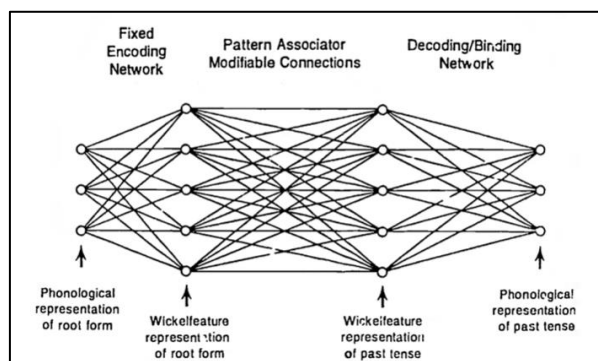 Fixed
Encoding
Network
Pattern Associator
Modifiable Connections
Decoding/Binding
Network
Phonological
representation
of root form
Wickelfeature
representation
of root form
Wickelfeature
representation
of past tense
Phonological
representation
of past tense